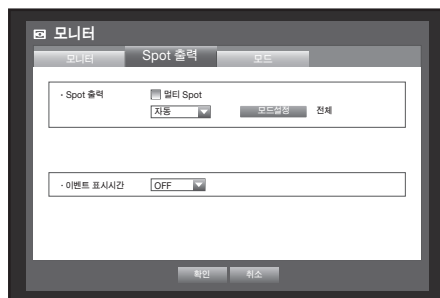 모니터
모니터 Spot 출력 모드
· Spot 출력 멀티 Spot
자동 모드설정 전체
· 이벤트 표시시간 OFF
확인 취소